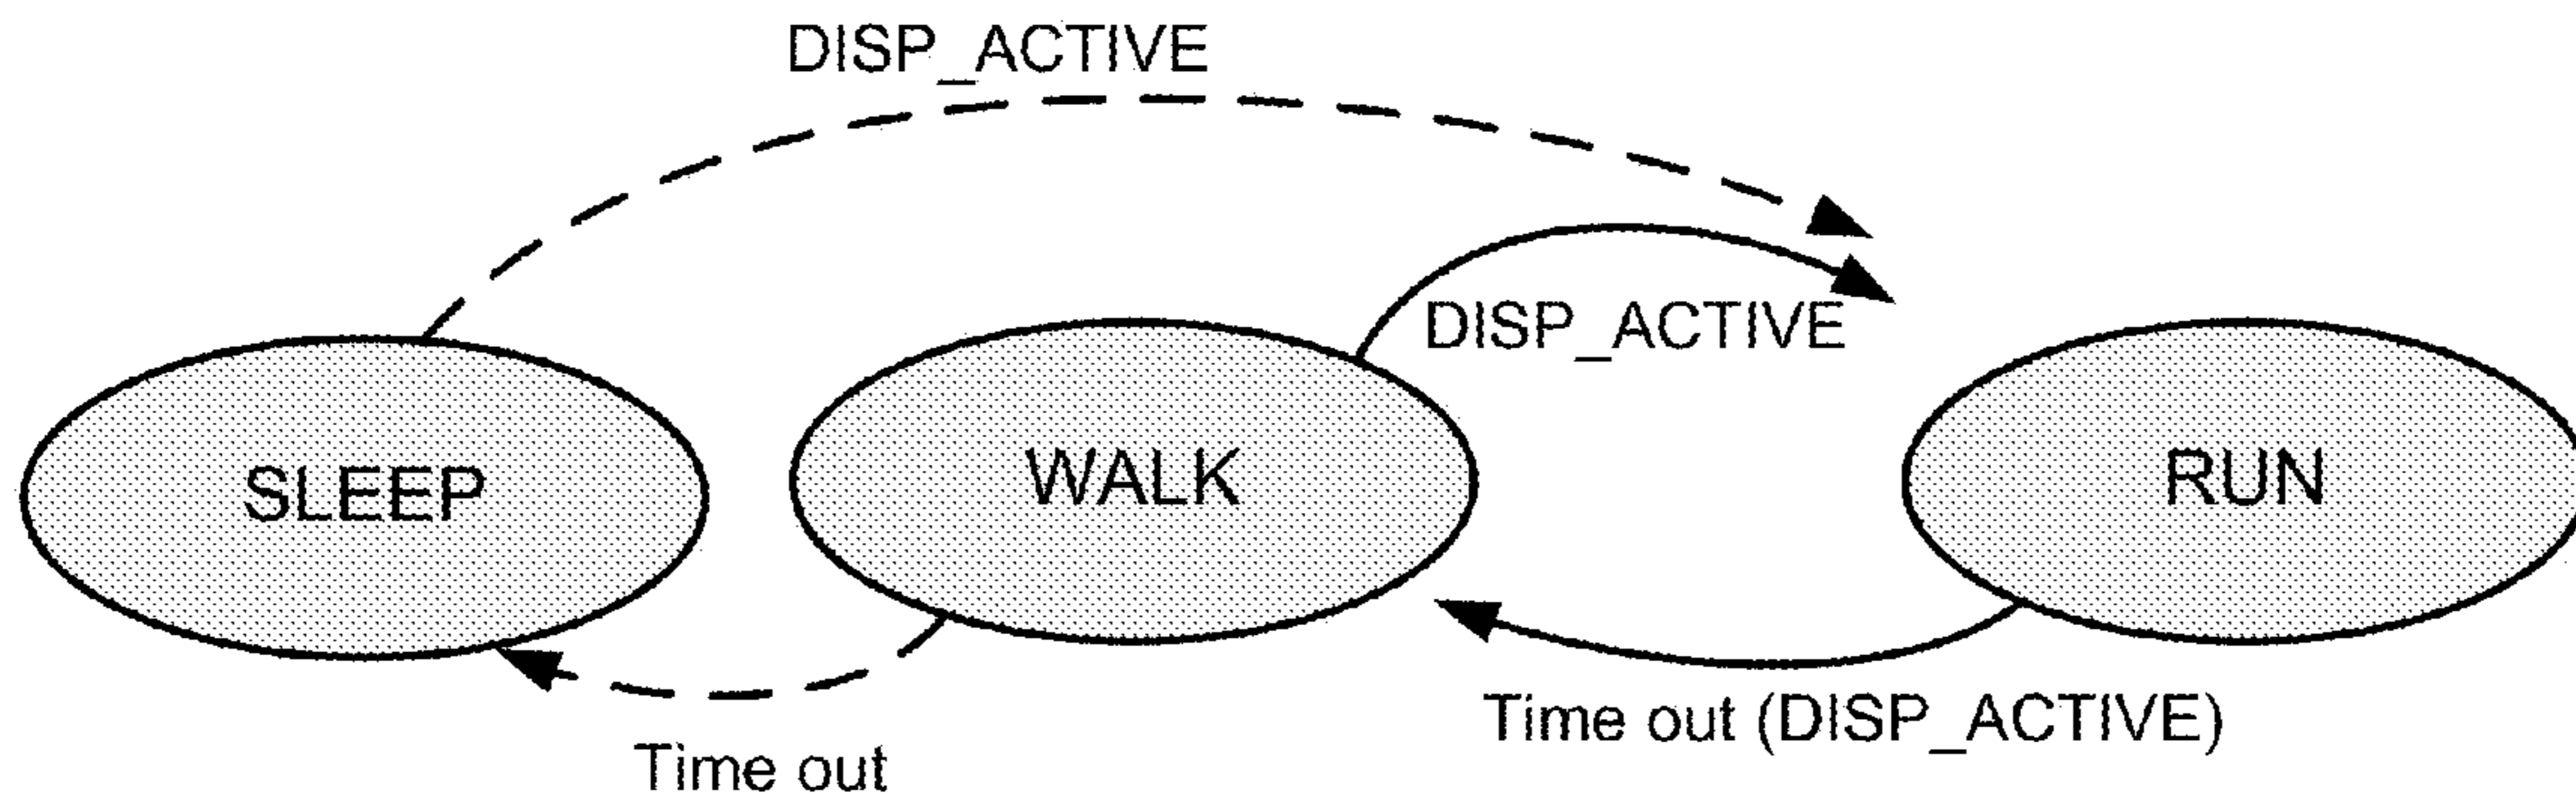 DISP_ACTIVE
DISP_ACTIVE
SLEEP
WALK
RUN
Time out (DISP_ACTIVE)
Time out